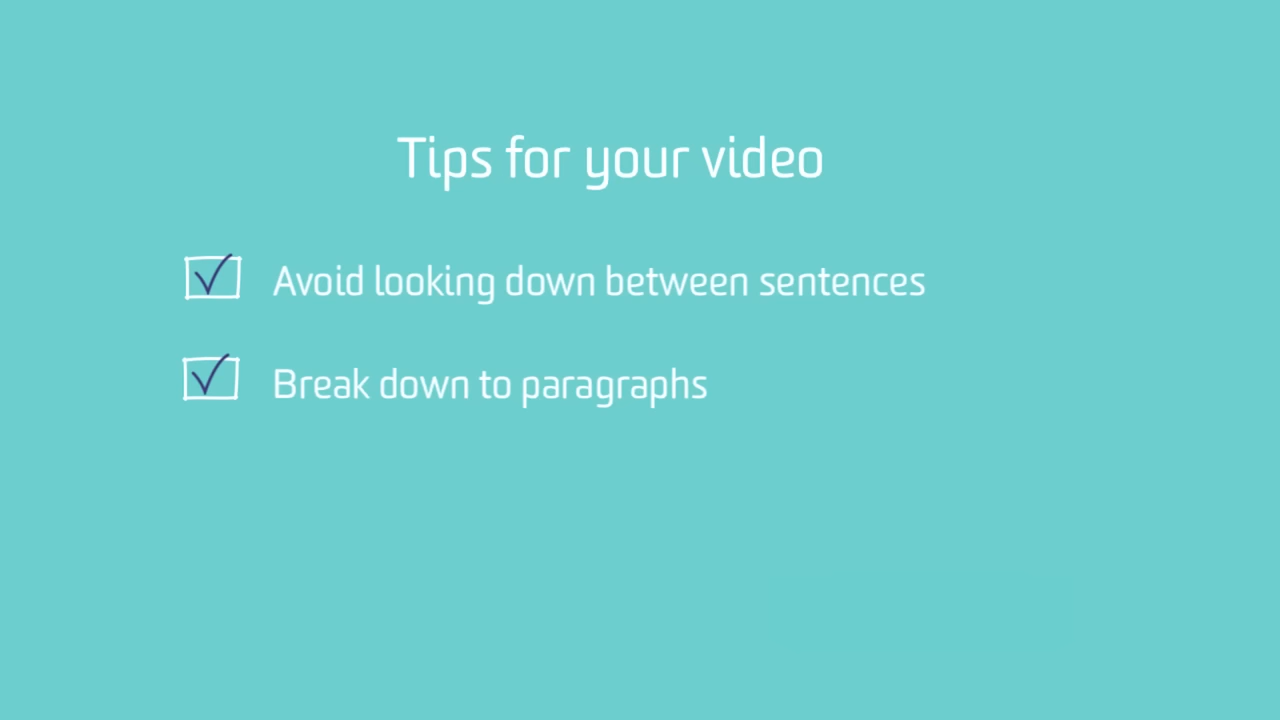 Tips for your video
Avoid looking down between sentences
Break down to paragraphs